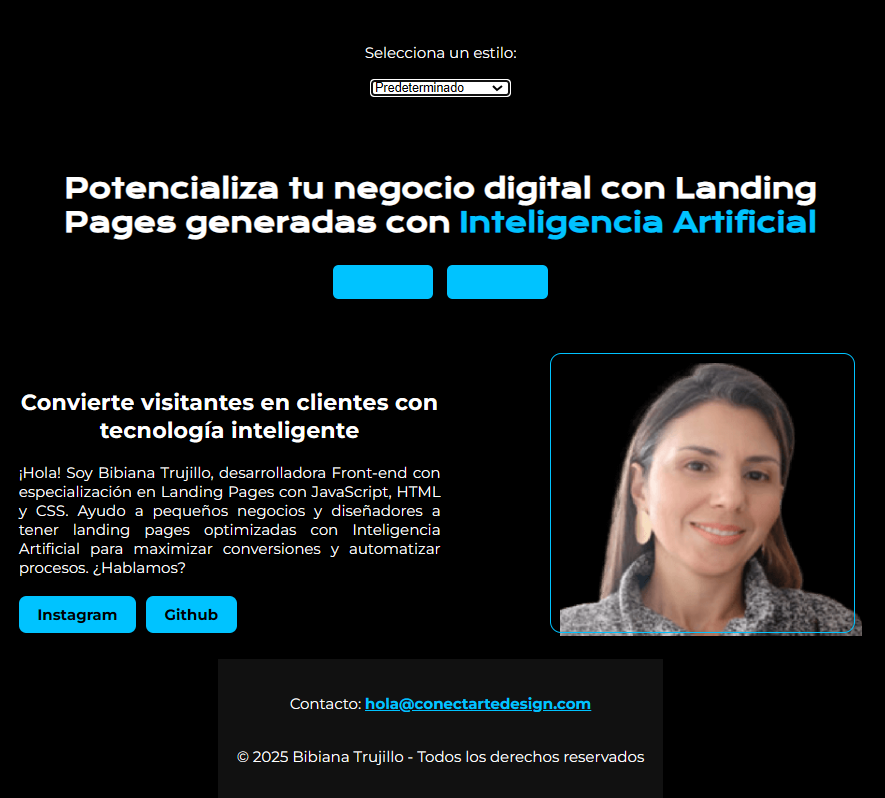 Selecciona un estilo:
Predeterminado
Potencializa tu negocio digital con Landing
Pages generadas con Inteligencia Artificial
Convierte visitantes en clientes con
tecnología inteligente
¡Hola! Soy Bibiana Trujillo, desarrolladora Front-end con
especialización en Landing Pages con JavaScript, HTML
y CSS. Ayudo a pequeños negocios y diseñadores a
tener landing pages optimizadas con Inteligencia
Artificial para maximizar conversiones y automatizar
procesos. ¿Hablamos?
Instagram Github
Contacto: hola@conectartedesign.com
© 2025 Bibiana Trujillo - Todos los derechos reservados